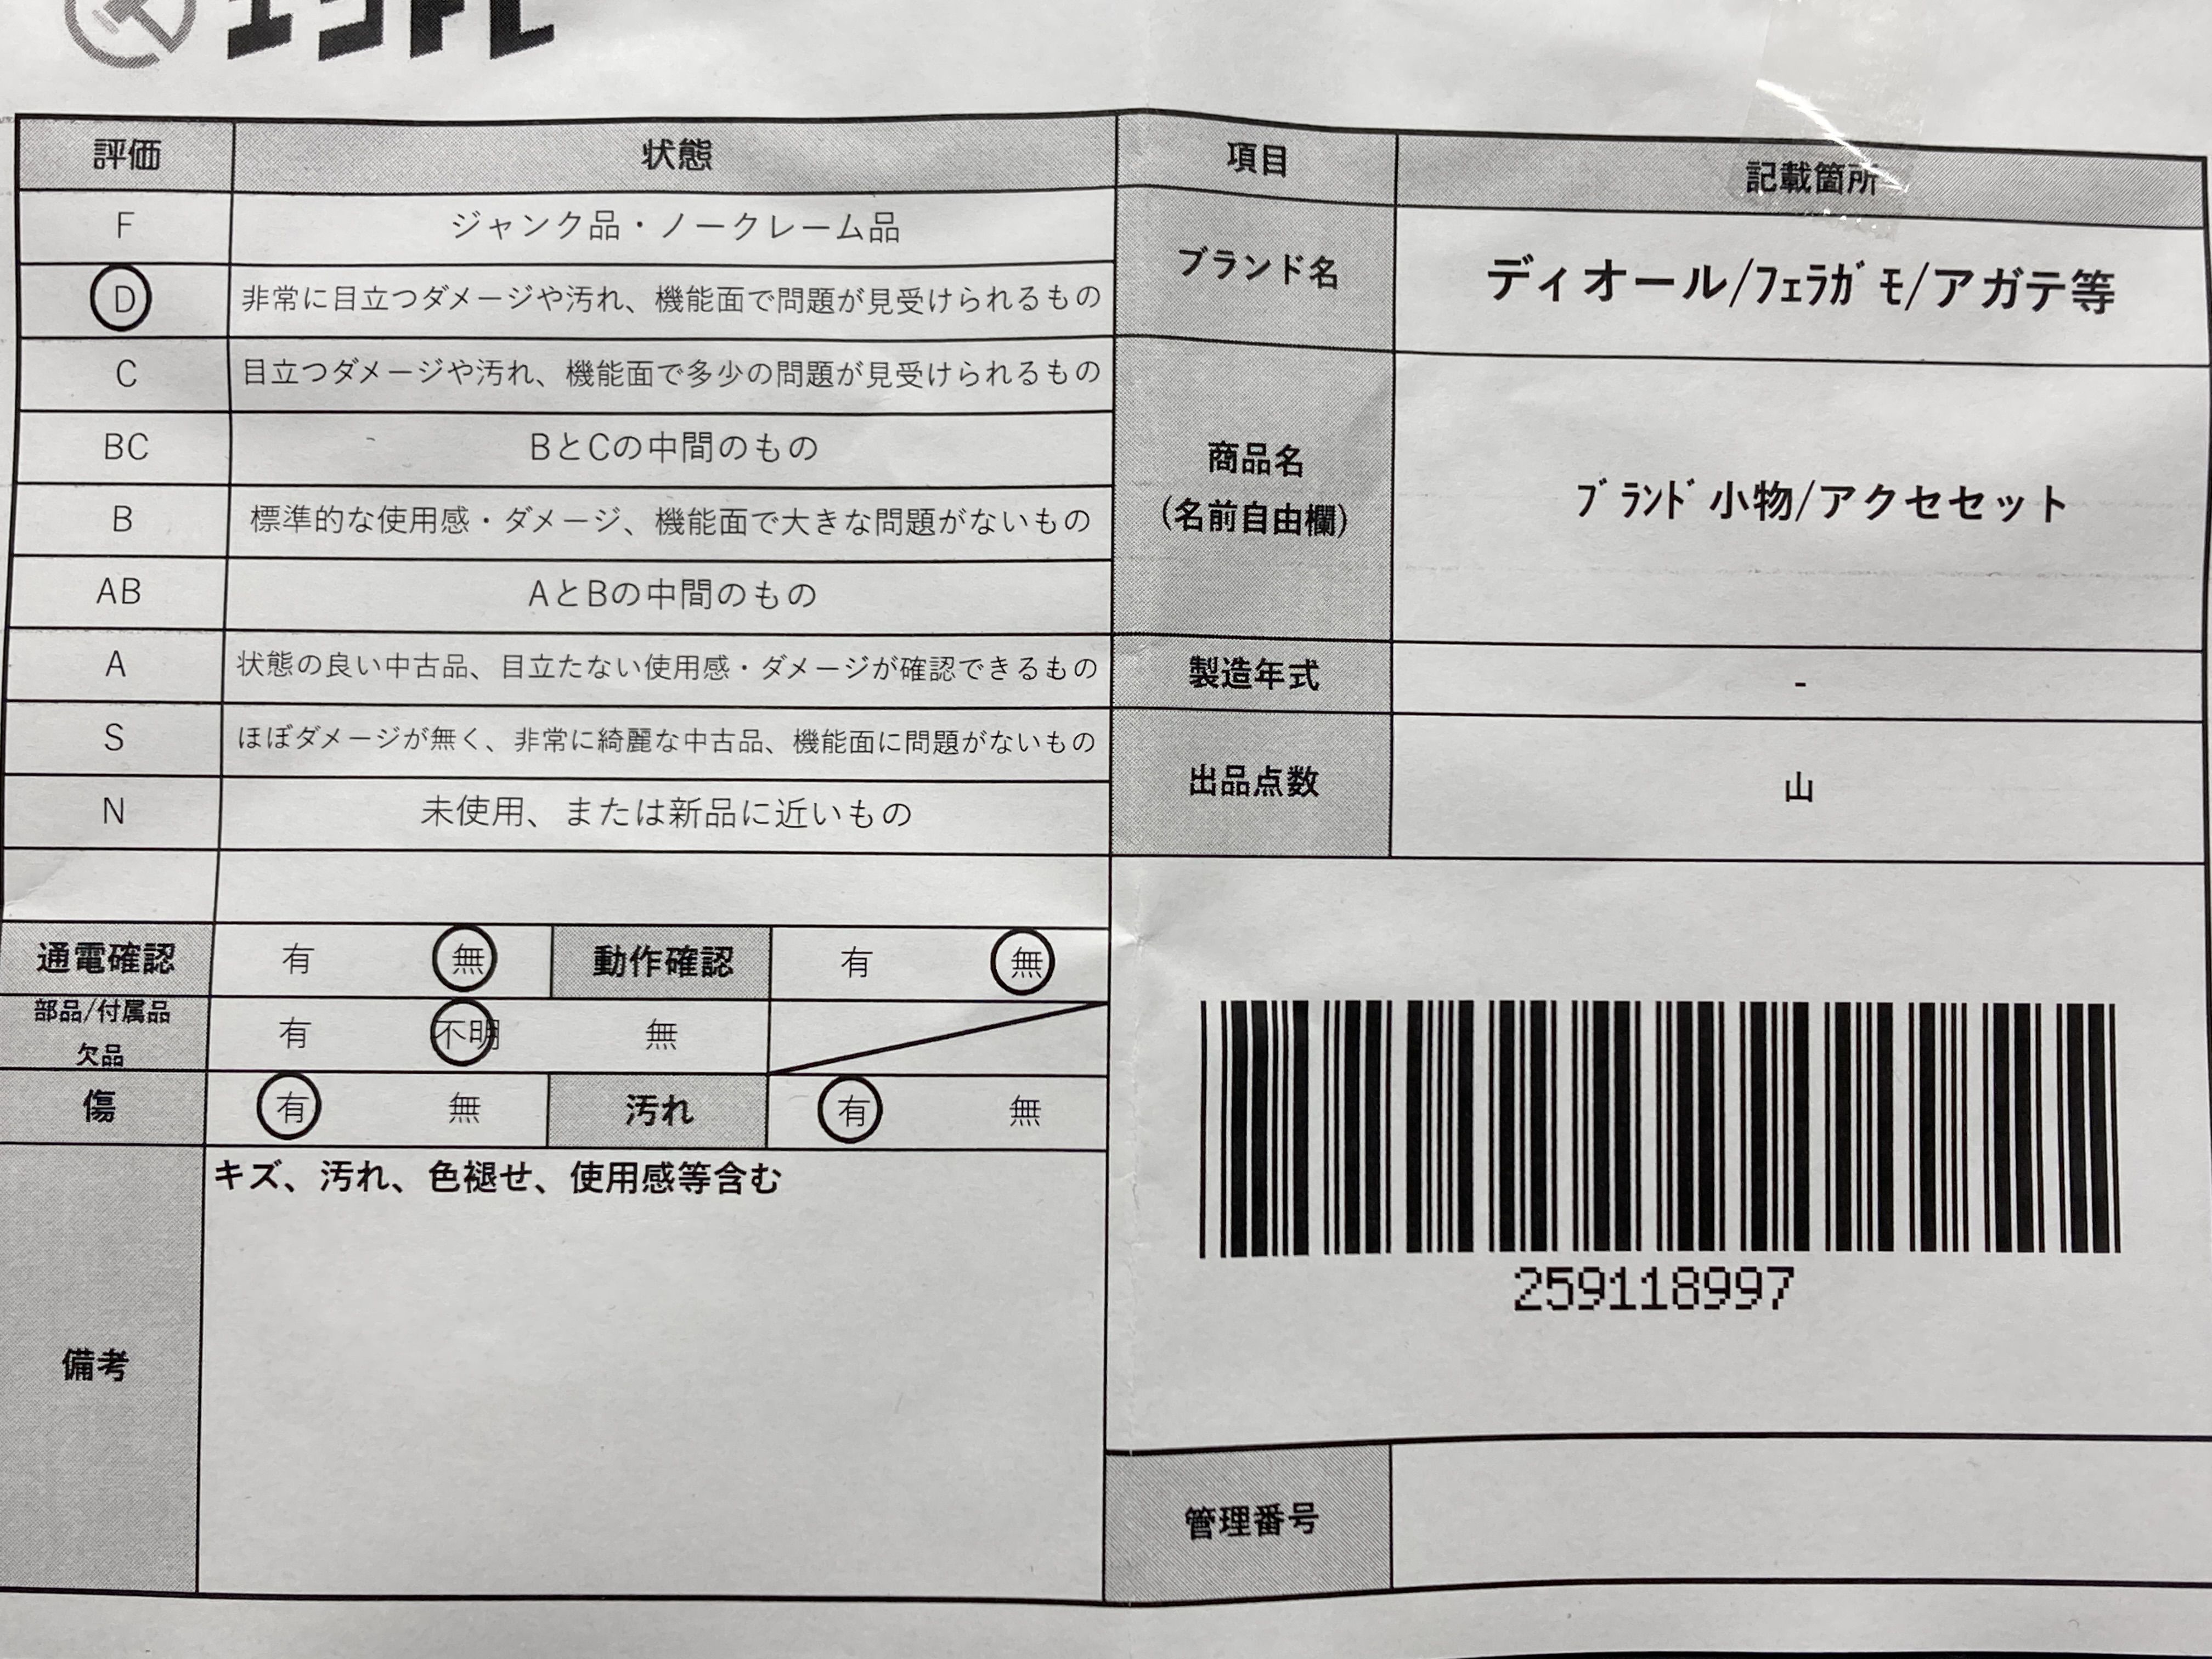 エコトレ
評価 状態
F ジャンク品・ノークレーム品
D 非常に目立つダメージや汚れ、機能面で問題が見受けられるもの
C 目立つダメージや汚れ、機能面で多少の問題が見受けられるもの
BC BとCの中間のもの
B 標準的な使用感・ダメージ、機能面で大きな問題がないもの
AB AとBの中間のもの
A 状態の良い中古品、目立たない使用感・ダメージが確認できるもの
S ほぼダメージが無く、非常に綺麗な中古品、機能面に問題がないもの
N 未使用、または新品に近いもの
通電確認 有 無 動作確認 有 無
部品/付属品
欠品 有 不明 無
傷 有 無 汚れ 有 無
備考 キズ、汚れ、色褪せ、使用感等含む
項目 記載箇所
ブランド名 ディオール/ﾌｪﾗｶﾞﾓ/アガテ等
商品名
(名前自由欄) ﾌﾞﾗﾝﾄﾞ小物/アクセセット
製造年式 -
出品点数 山
259118997
管理番号